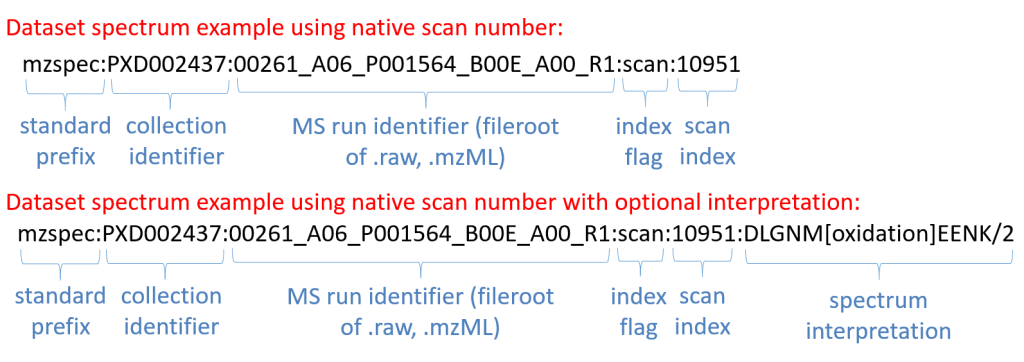 Dataset spectrum example using native scan number:
mzspec:PXD002437:00261_A06_P001564_B00E_A00_R1:scan:10951
standard collection MS run identifier (fileroot index scan
prefix identifier of .raw, .mzML) flag index
Dataset spectrum example using native scan number with optional interpretation:
mzspec:PXD002437:00261_A06_P001564_B00E_A00_R1:scan:10951:DLGNM[oxidation]EENK/2
standard collection MS run identifier (fileroot index scan spectrum
prefix identifier of .raw, .mzML) flag index interpretation